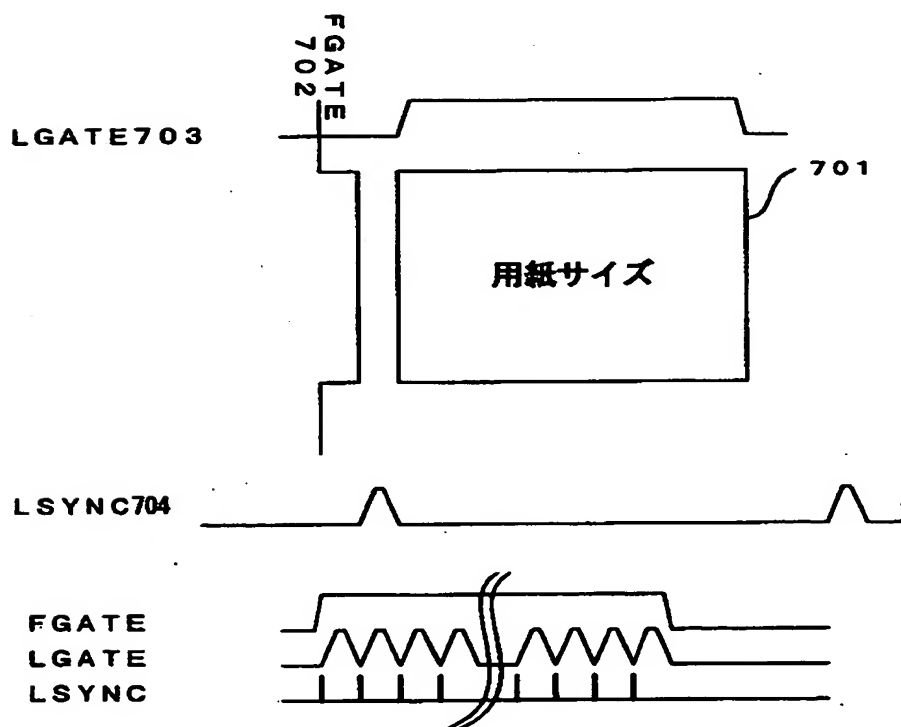 FGATE
702
LGATE703
701
用紙サイズ
LSYNC704
FGATE
LGATE
LSYNC